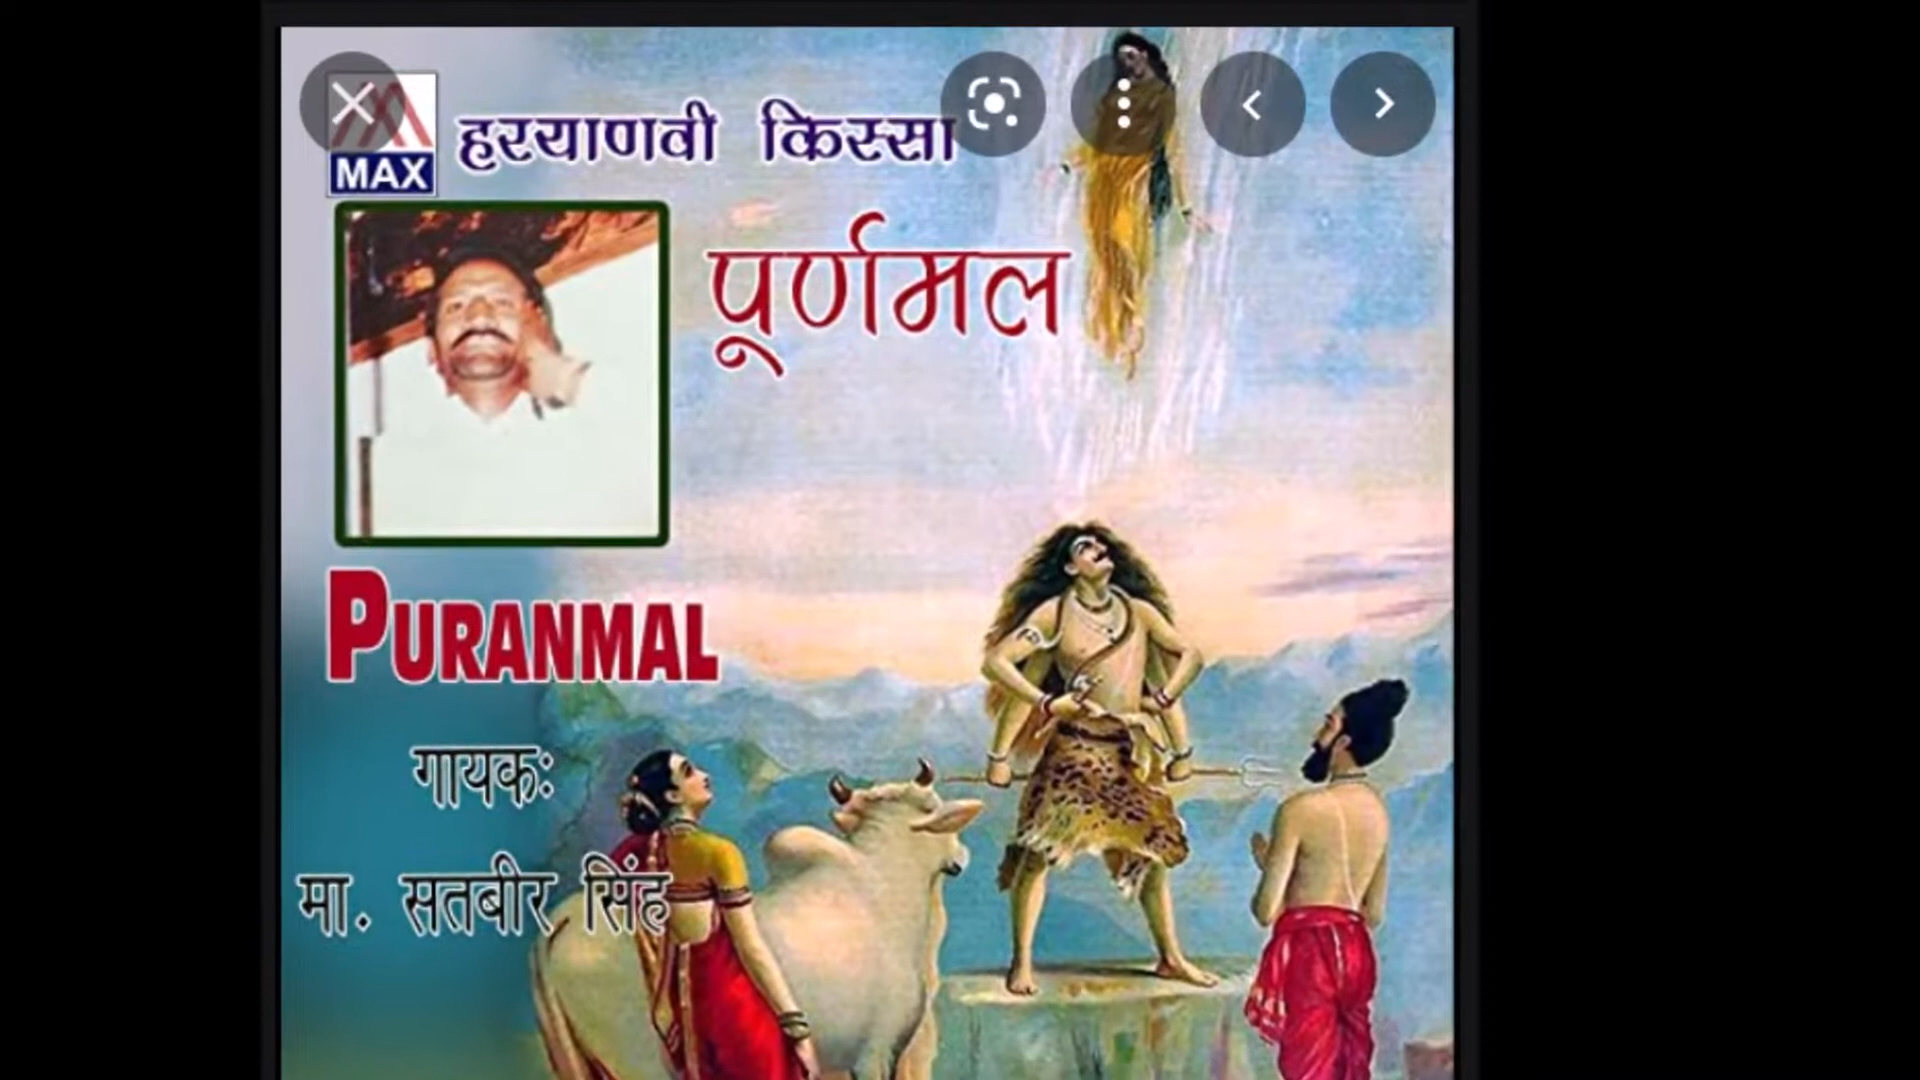 MAX
हरयाणवी किस्सा
पूर्णमल
PURANMAL
गायकः
मा. सतबीर सिंह